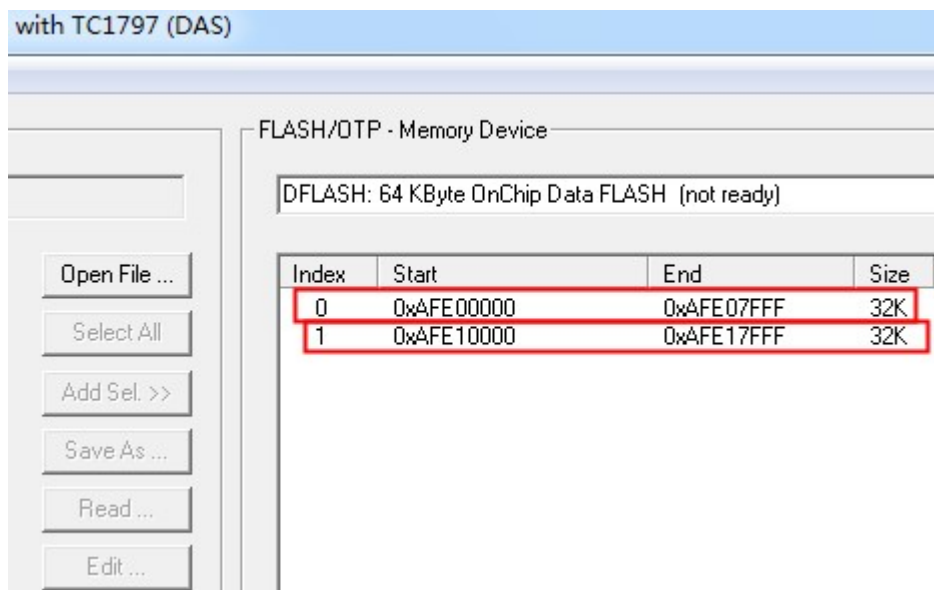 with TC1797 (DAS)
FLASH/OTP - Memory Device
DFLASH: 64 KByte OnChip Data FLASH (not ready)
Open File ...
Select All
Add Sel. >>
Save As ...
Read ...
Edit ...
Index Start End Size
0 0xAFE00000 0xAFE07FFF 32K
1 0xAFE10000 0xAFE17FFF 32K